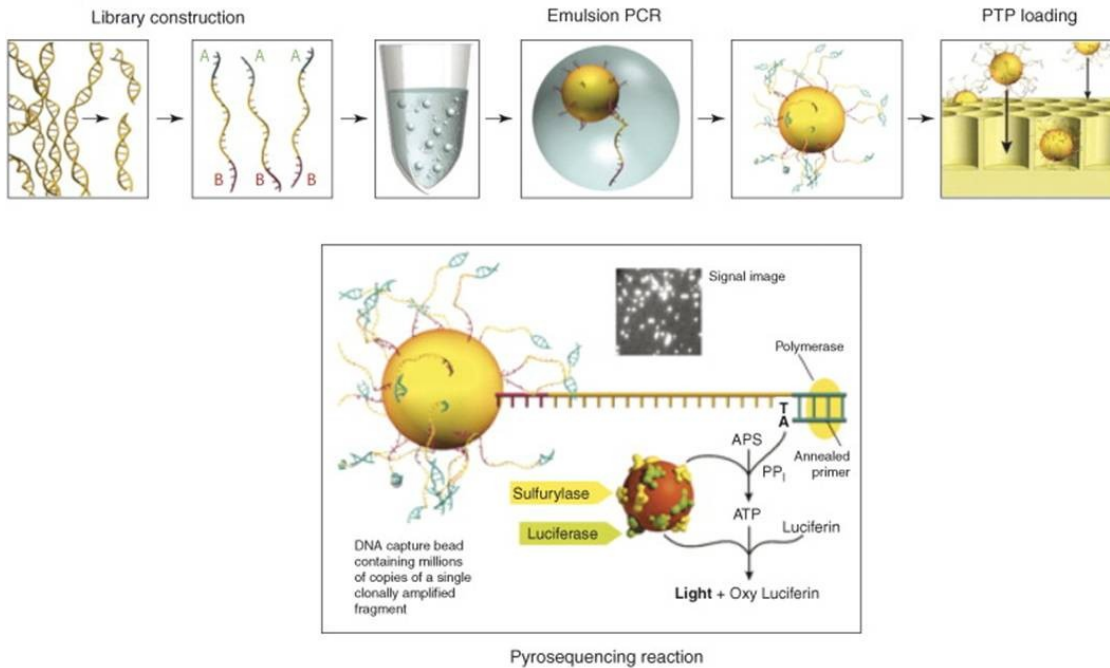 Library construction
Emulsion PCR
PTP loading
A A A
B B B
Signal image
Polymerase
T
A
Annealed
primer
APS
PPI
Sulfurylase
Luciferase
ATP
Luciferin
DNA capture bead
containing millions
of copies of a single
clonally amplified
fragment
Light + Oxy Luciferin
Pyrosequencing reaction